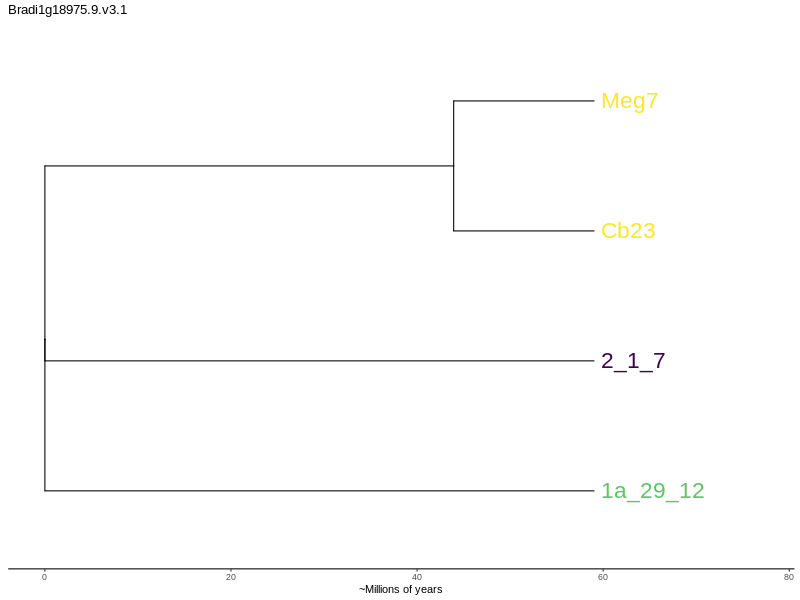 Bradi1g18975.9.v3.1
Meg7
Cb23
2_1_7
1a_29_12
0 20 40 60 80
~Millions of years